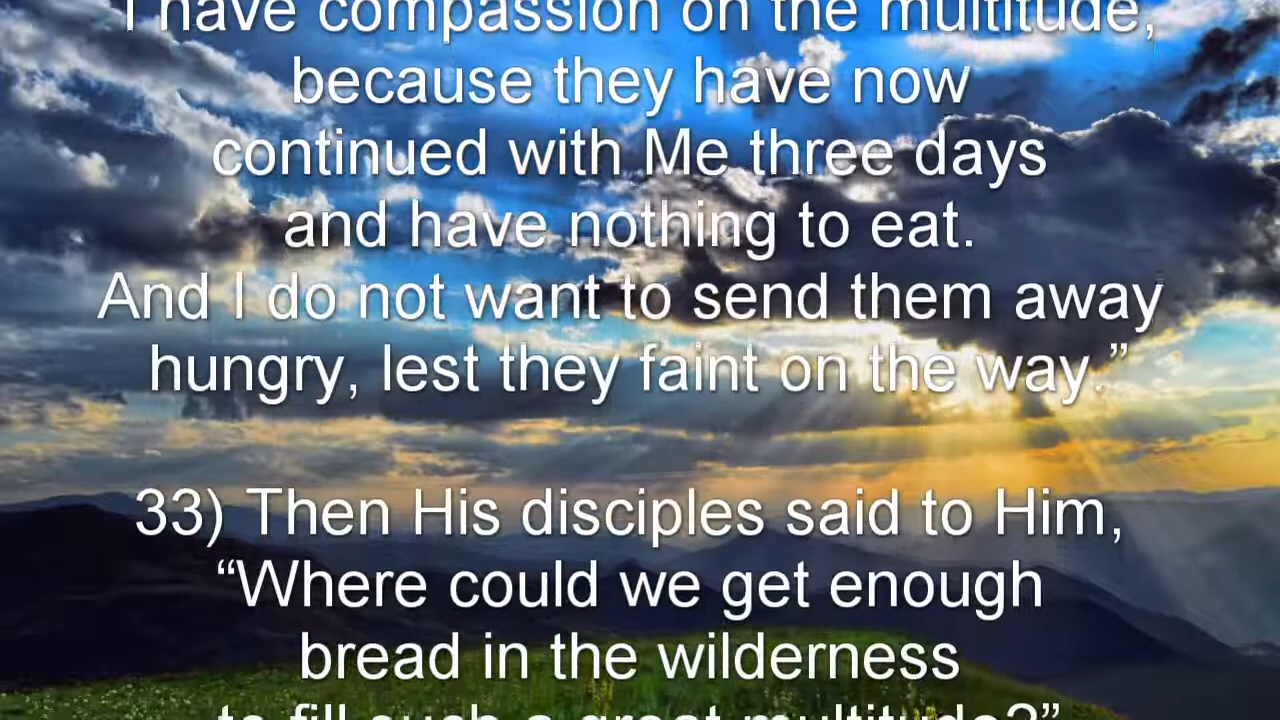 I have compassion on the multitude,
because they have now
continued with Me three days
and have nothing to eat.
And I do not want to send them away
hungry, lest they faint on the way.”
33) Then His disciples said to Him,
“Where could we get enough
bread in the wilderness
to fill such a great multitude?”